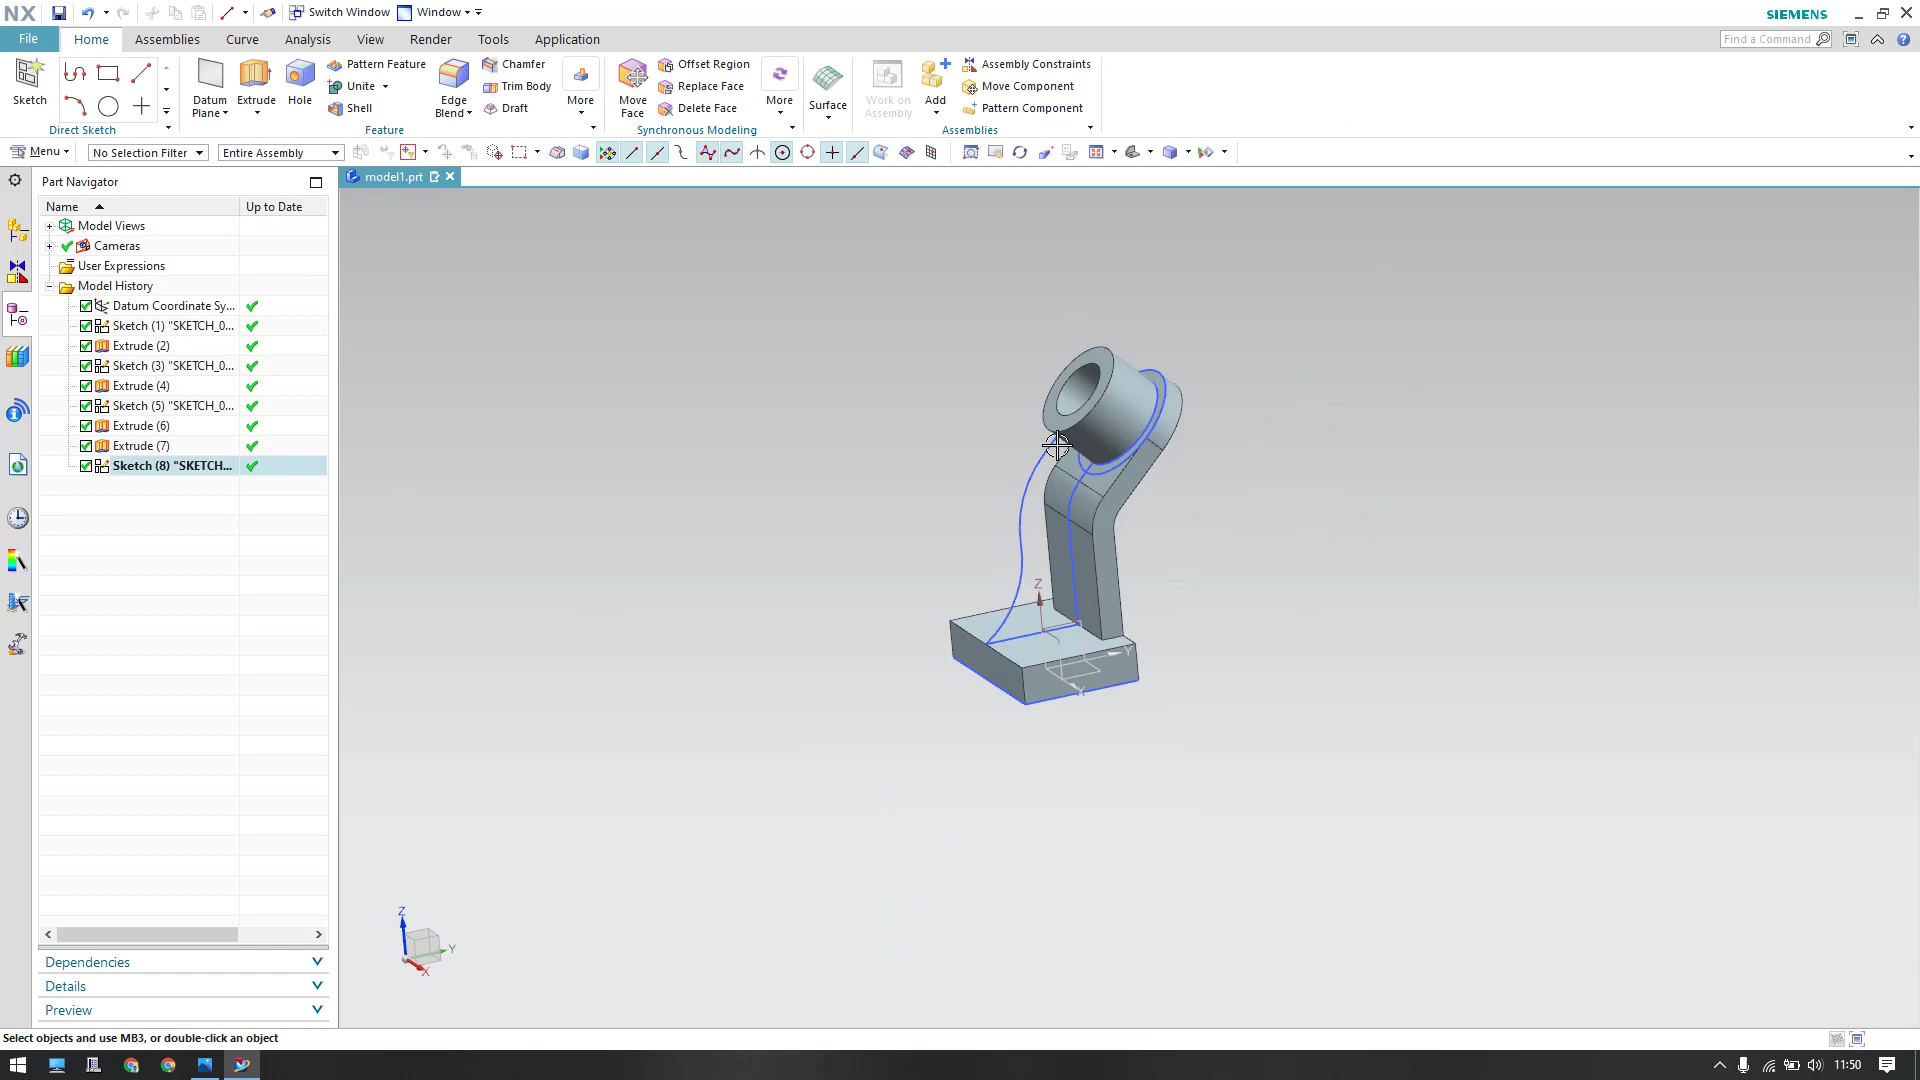 NX Switch Window Window SIEMENS
File Home Assemblies Curve Analysis View Render Tools Application Find a Command
Sketch Datum Plane Extrude Hole Pattern Feature Unite Shell Edge Blend Chamfer Trim Body Draft More Move Face Offset Region Replace Face Delete Face More Surface Work on Assembly Add Assembly Constraints Move Component Pattern Component
Direct Sketch Feature Synchronous Modeling Assemblies
Menu No Selection Filter Entire Assembly
Part Navigator model1.prt
Name Up to Date
Model Views
Cameras
User Expressions
Model History
Datum Coordinate Sy...
Sketch (1) "SKETCH_0...
Extrude (2)
Sketch (3) "SKETCH_0...
Extrude (4)
Sketch (5) "SKETCH_0...
Extrude (6)
Extrude (7)
Sketch (8) "SKETCH...
Z
Y
X
Z
Y
X
Dependencies
Details
Preview
Select objects and use MB3, or double-click an object
11:50